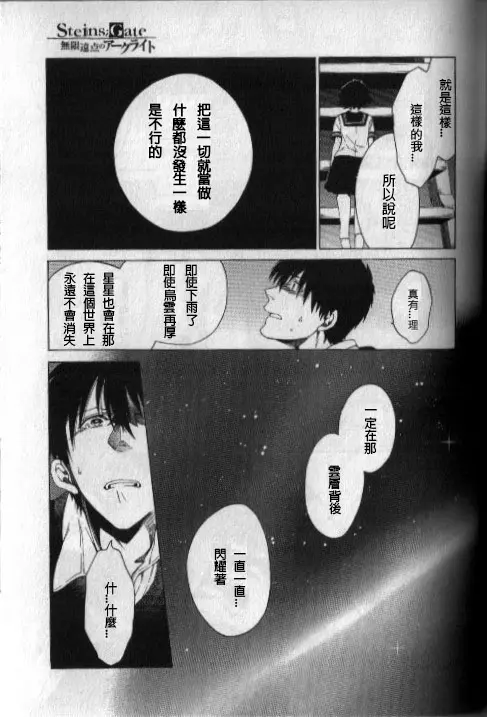 Steins;Gate
無限遠点のアークライト
就是這樣…
這樣的我…
所以說呢
把這一切就當做
什麼都沒發生一樣
是不行的
真有…理
即使下雨了
即使烏雲再厚
星星也會在那
在這個世界上
永遠不會消失
一定在那
雲層背後
一直一直…
閃耀著
什…什麼…